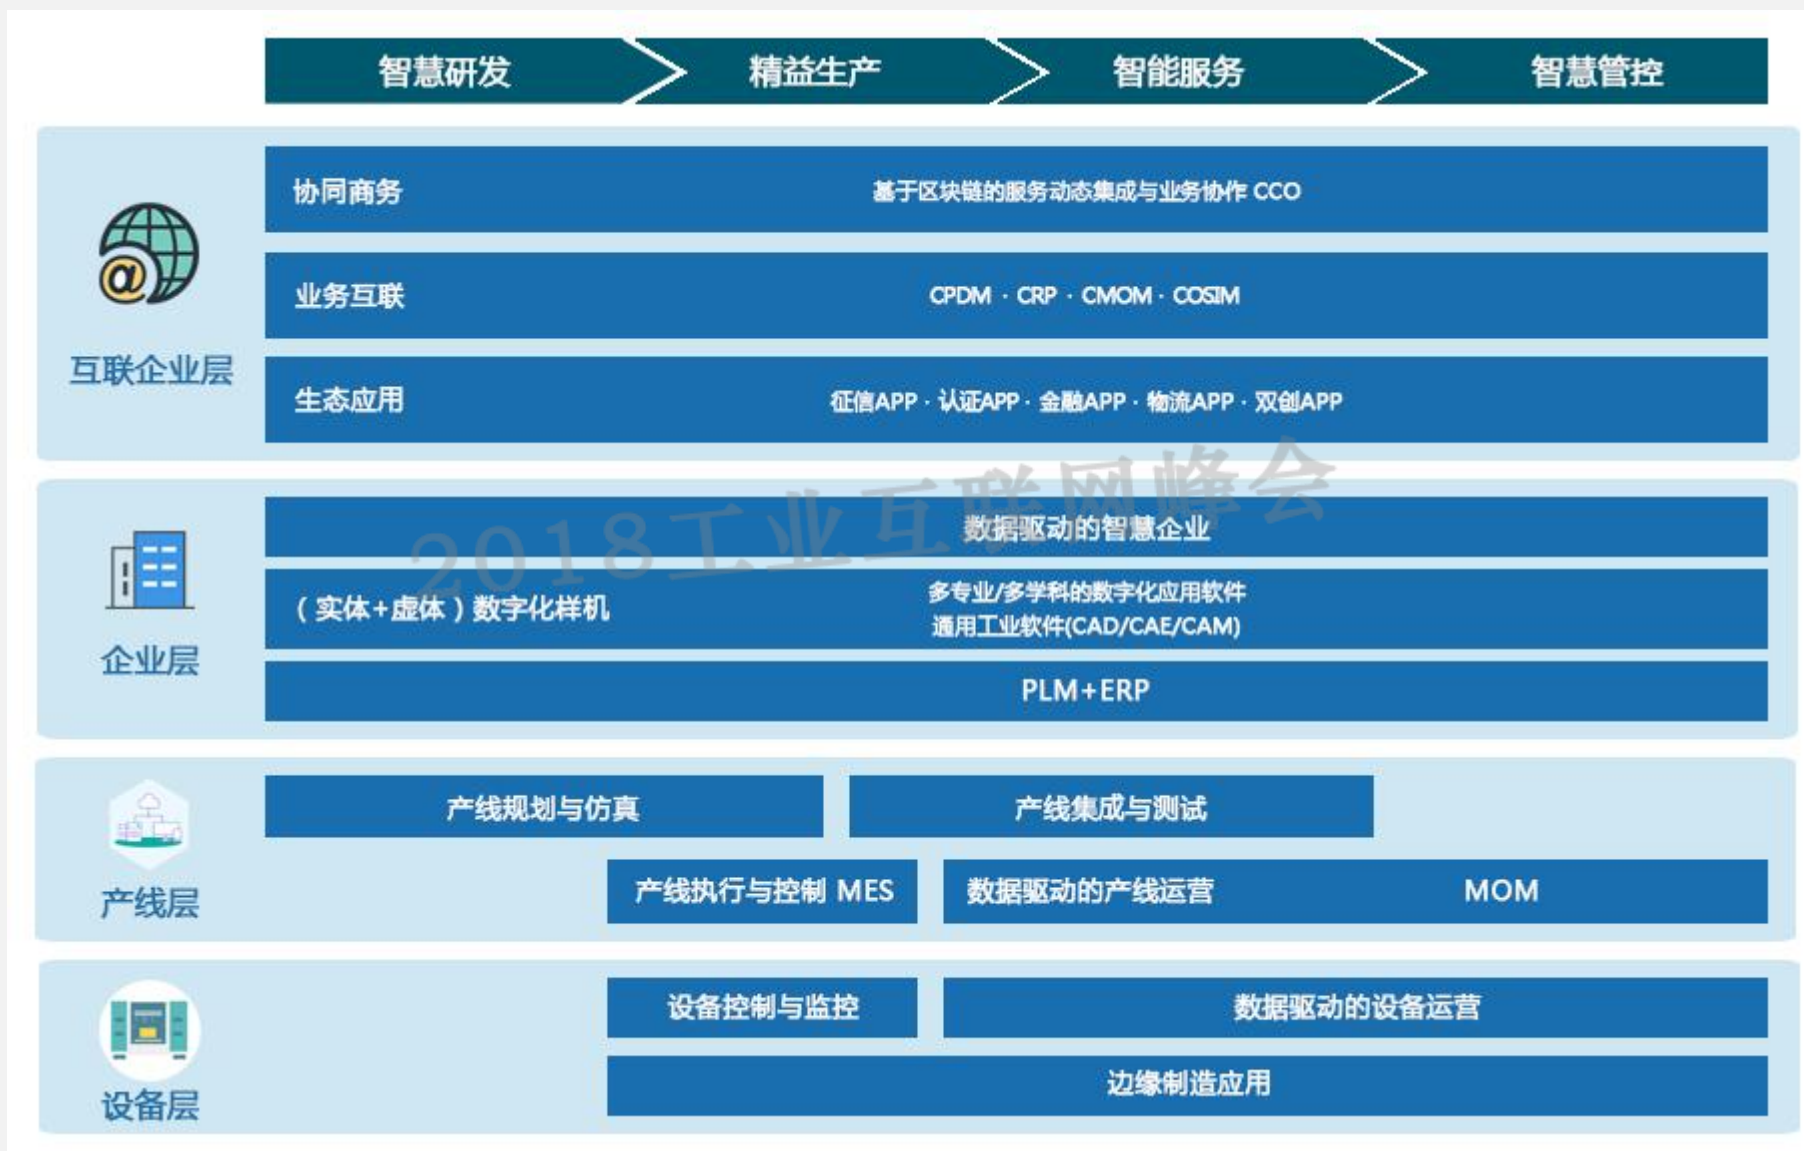 智慧研发
精益生产
智能服务
智慧管控
互联企业层
协同商务
基于区块链的服务动态集成与业务协作 CCO
业务互联
CPDM · CRP · CMOM · COSIM
生态应用
征信APP · 认证APP · 金融APP · 物流APP · 双创APP
2018工业互联网峰会
企业层
数据驱动的智慧企业
（实体+虚体）数字化样机
多专业/多学科的数字化应用软件
通用工业软件(CAD/CAE/CAM)
PLM+ERP
产线层
产线规划与仿真
产线集成与测试
产线执行与控制 MES
数据驱动的产线运营
MOM
设备层
设备控制与监控
数据驱动的设备运营
边缘制造应用